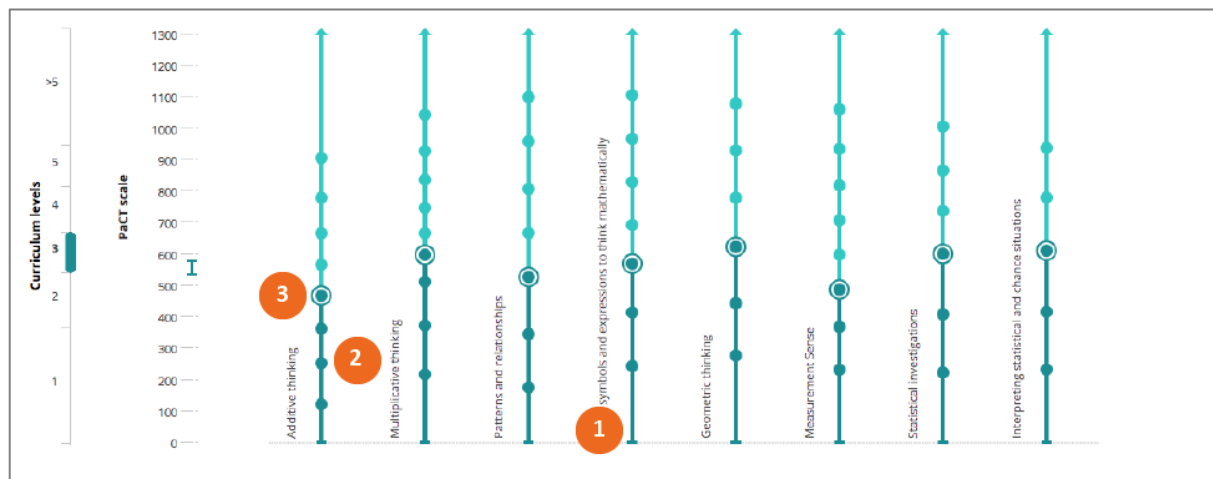 Curriculum levels
>5
5
4
3
2
1
PaCT scale
1300
1200
1100
1000
900
800
700
600
500
400
300
200
100
0
3
Additive thinking
2
Multiplicative thinking
Patterns and relationships
1
symbols and expressions to think mathematically
Geometric thinking
Measurement Sense
Statistical investigations
Interpreting statistical and chance situations